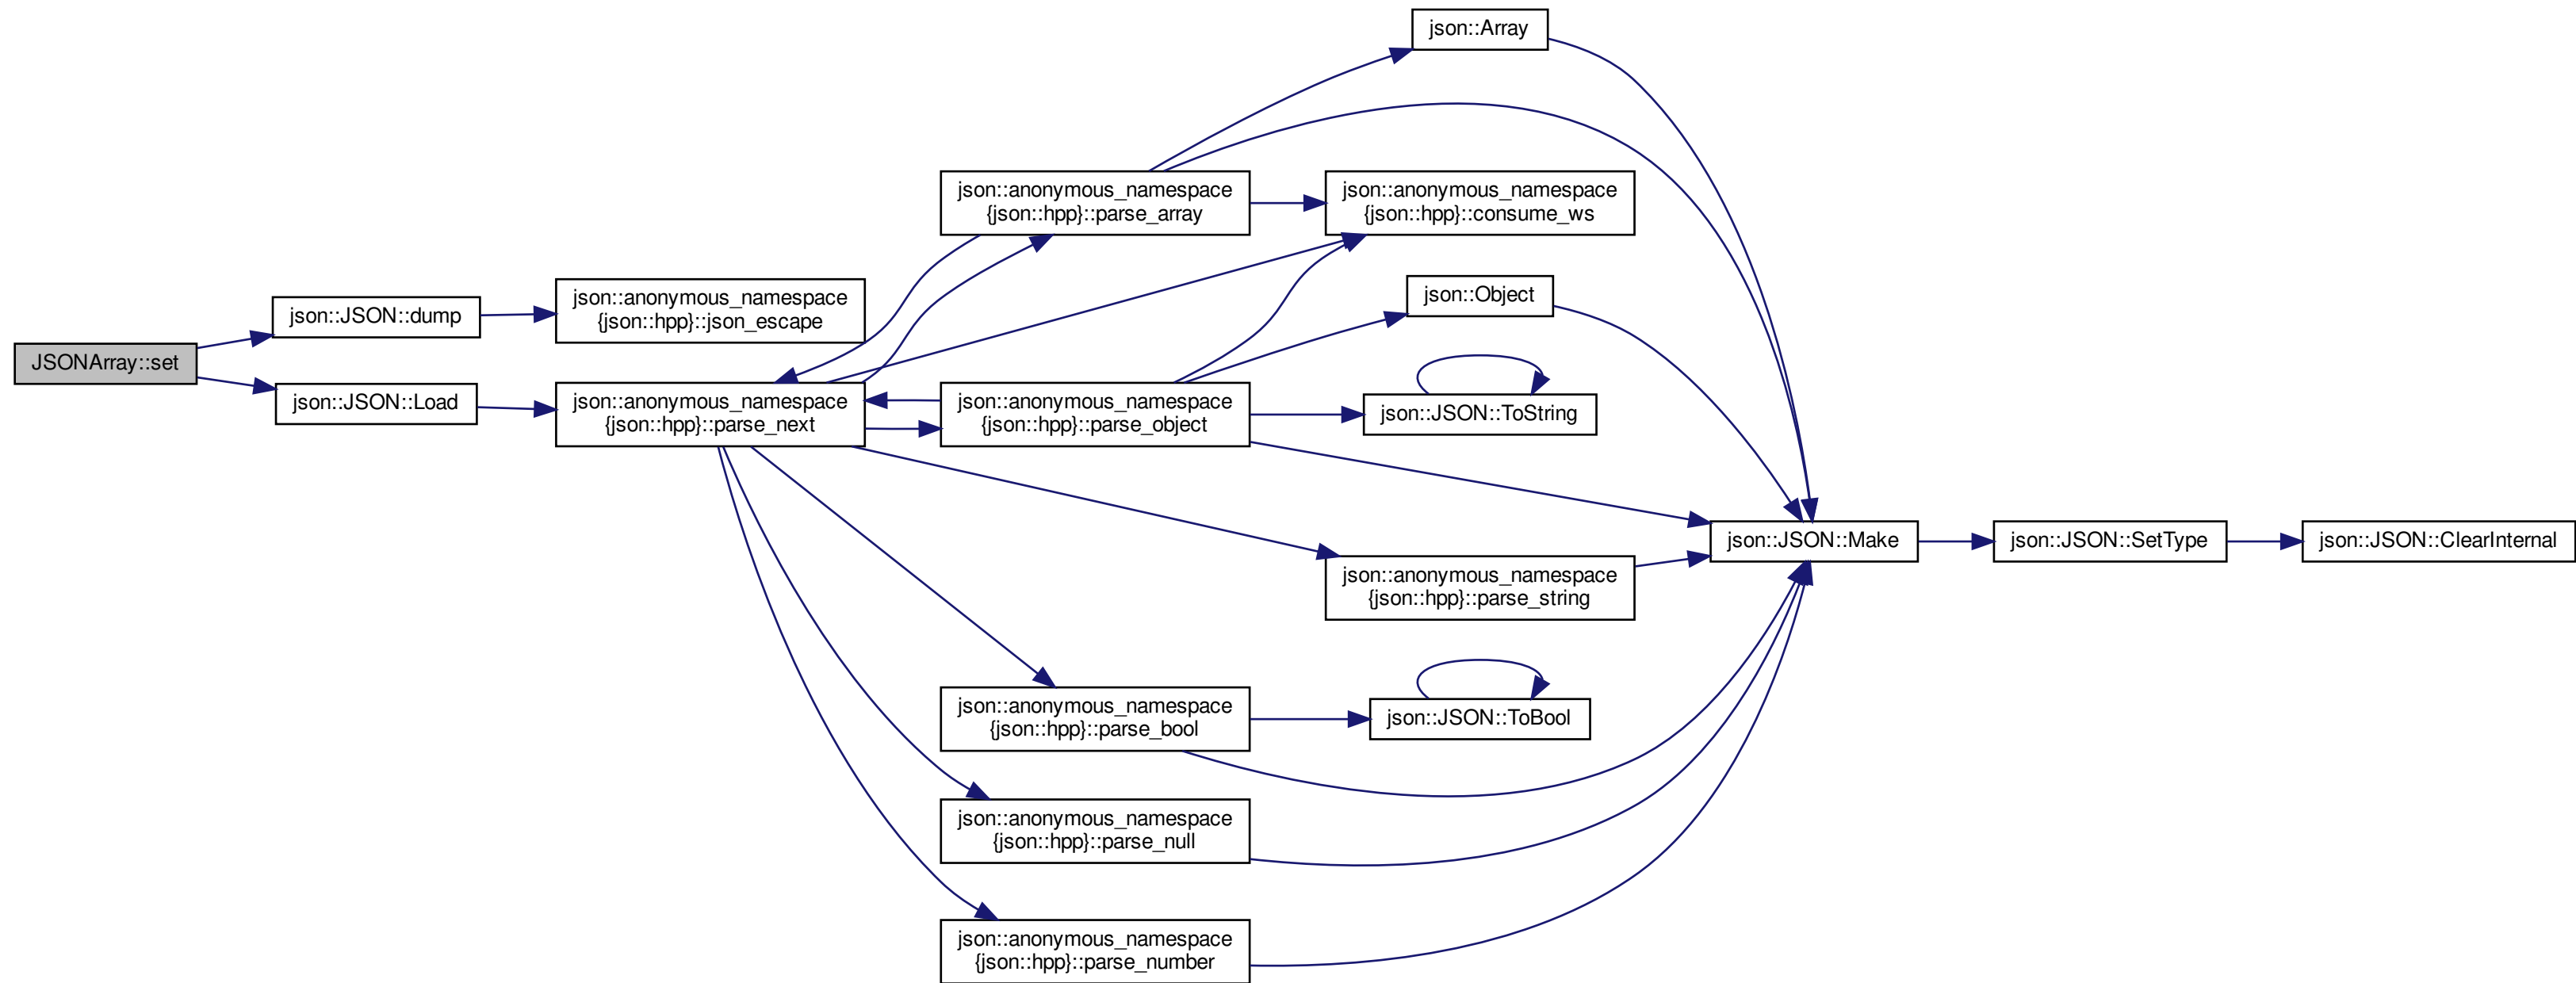 JSONArray::set
json::JSON::dump
json::JSON::Load
json::anonymous_namespace
{json::hpp}::json_escape
json::anonymous_namespace
{json::hpp}::parse_next
json::anonymous_namespace
{json::hpp}::parse_array
json::anonymous_namespace
{json::hpp}::parse_object
json::anonymous_namespace
{json::hpp}::parse_bool
json::anonymous_namespace
{json::hpp}::parse_null
json::anonymous_namespace
{json::hpp}::parse_number
json::Array
json::anonymous_namespace
{json::hpp}::consume_ws
json::Object
json::JSON::ToString
json::anonymous_namespace
{json::hpp}::parse_string
json::JSON::ToBool
json::JSON::Make
json::JSON::SetType
json::JSON::ClearInternal